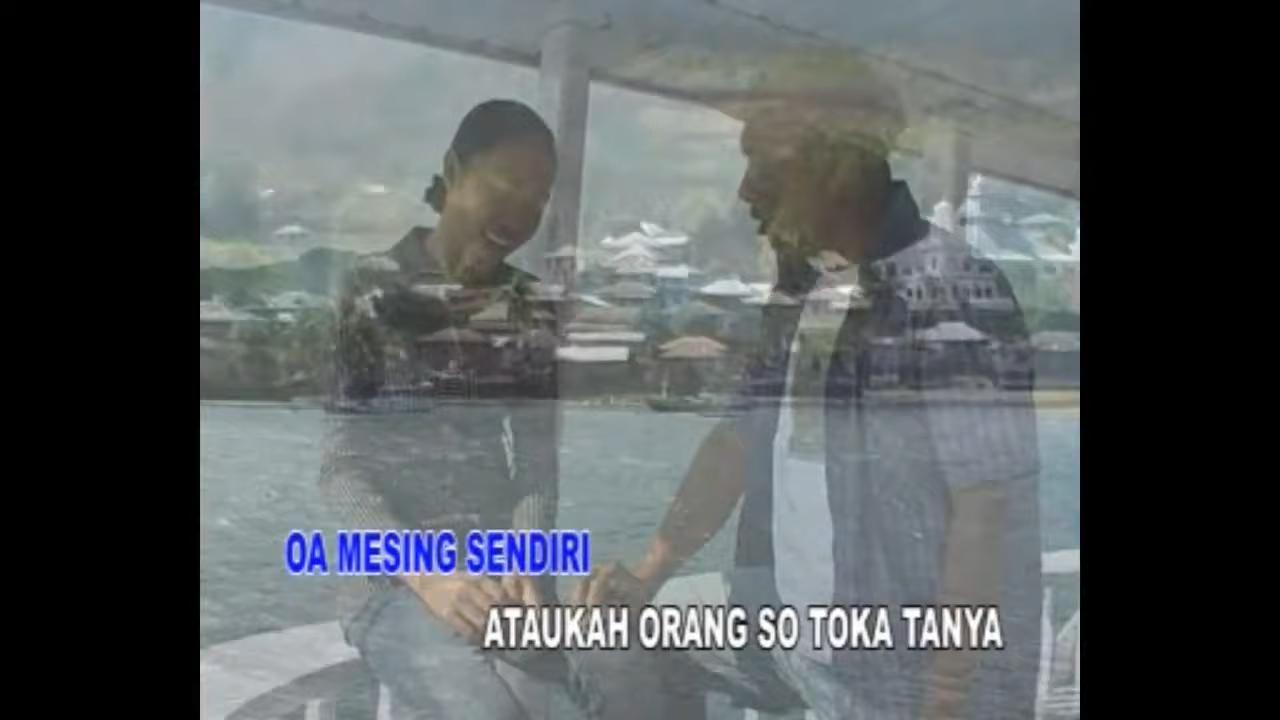 OA MESING SENDIRI
ATAUKAH ORANG SO TOKA TANYA